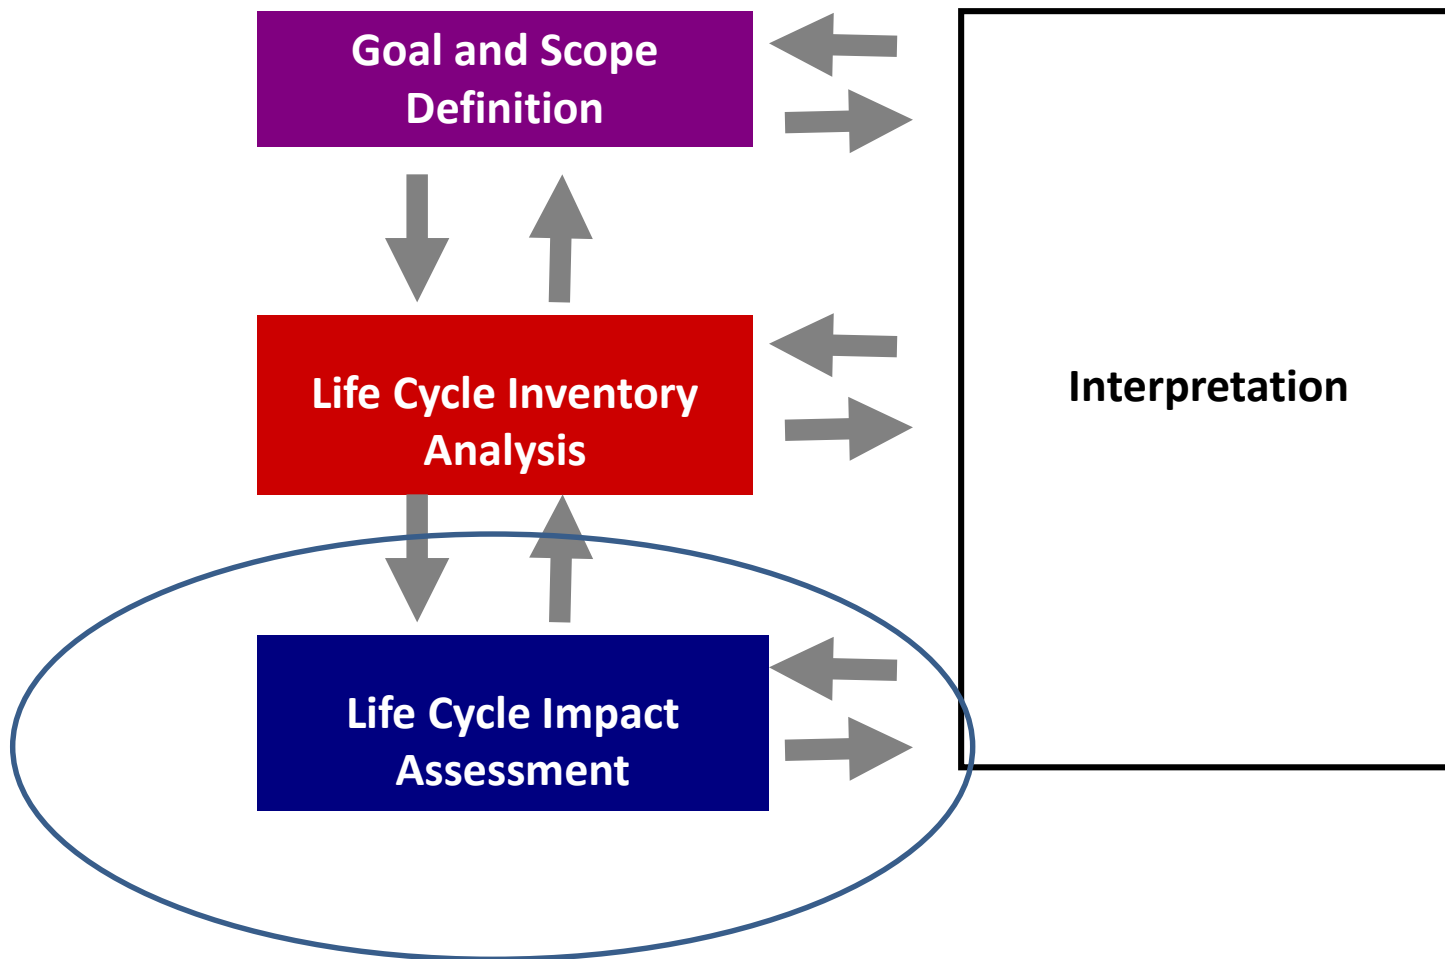 Goal and Scope
Definition
Life Cycle Inventory
Analysis
Interpretation
Life Cycle Impact
Assessment